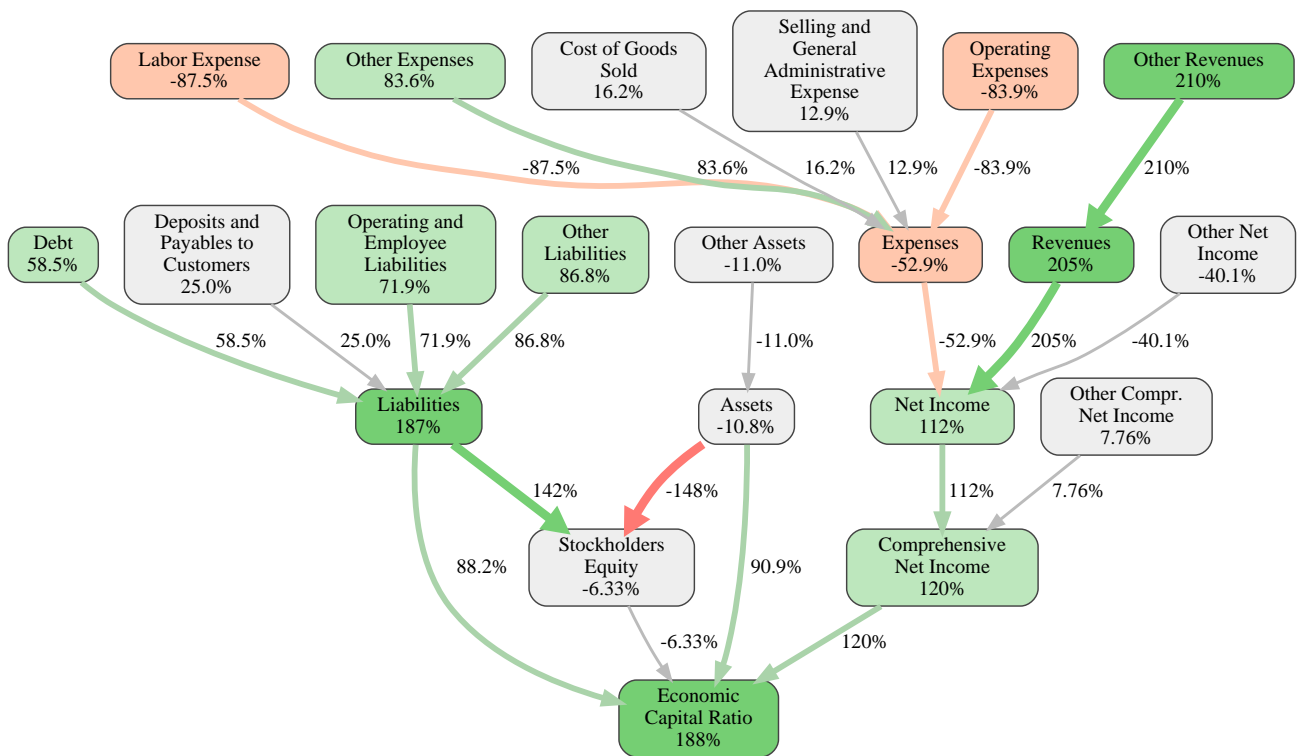 Labor Expense
-87.5%
Other Expenses
83.6%
Cost of Goods
Sold
16.2%
Selling and
General
Administrative
Expense
12.9%
Operating
Expenses
-83.9%
Other Revenues
210%
-87.5%
83.6%
16.2%
12.9%
-83.9%
210%
Debt
58.5%
Deposits and
Payables to
Customers
25.0%
Operating and
Employee
Liabilities
71.9%
Other
Liabilities
86.8%
Other Assets
-11.0%
Expenses
-52.9%
Revenues
205%
Other Net
Income
-40.1%
58.5%
25.0%
71.9%
86.8%
-11.0%
-52.9%
205%
-40.1%
Liabilities
187%
Assets
-10.8%
Net Income
112%
Other Compr.
Net Income
7.76%
142%
-148%
112%
7.76%
88.2%
Stockholders
Equity
-6.33%
90.9%
Comprehensive
Net Income
120%
-6.33%
120%
Economic
Capital Ratio
188%